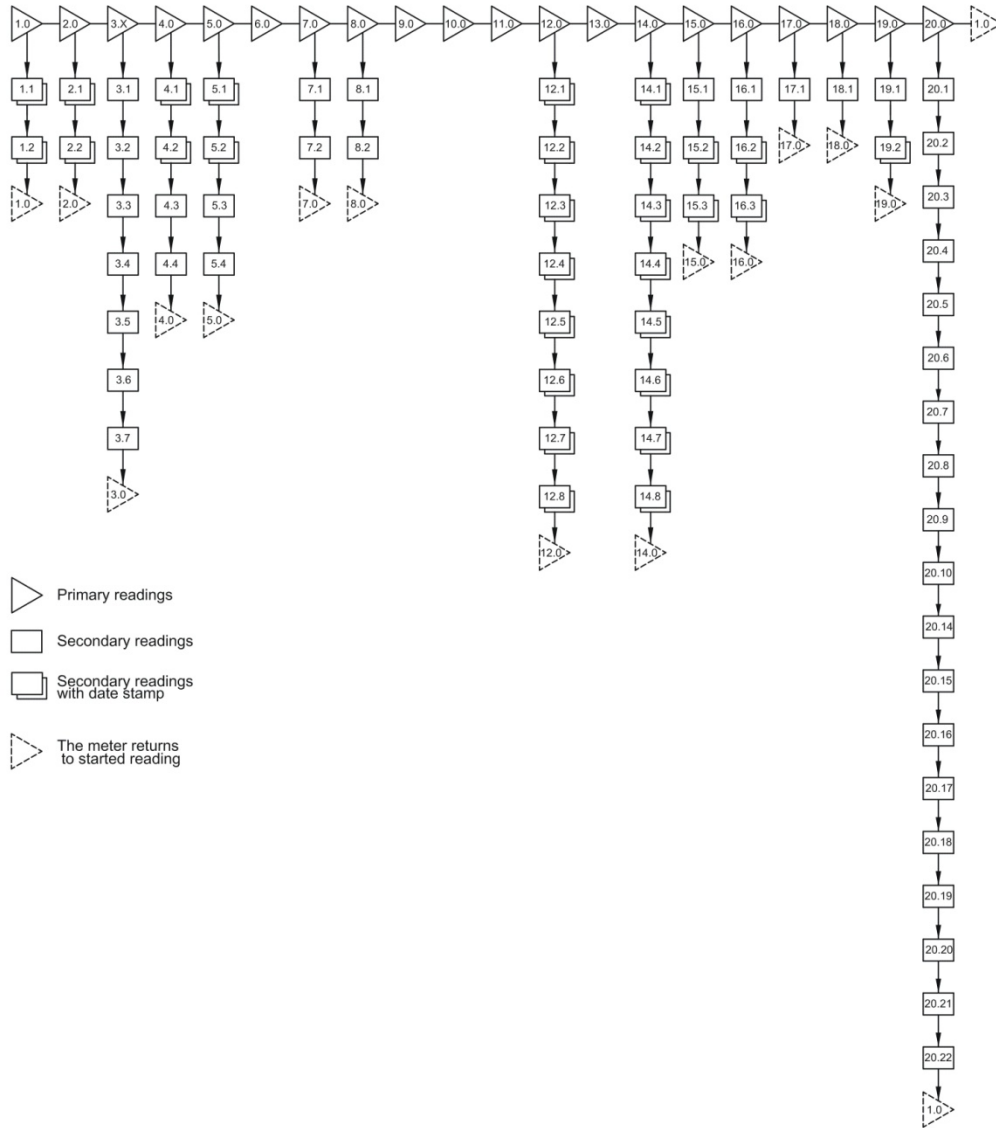 1.0 2.0 3.X 4.0 5.0 6.0 7.0 8.0 9.0 10.0 11.0 12.0 13.0 14.0 15.0 16.0 17.0 18.0 19.0 20.0 1.0
1.1 2.1 3.1 4.1 5.1 7.1 8.1 12.1 14.1 15.1 16.1 17.1 18.1 19.1 20.1
1.2 2.2 3.2 4.2 5.2 7.2 8.2 12.2 14.2 15.2 16.2 17.0 18.0 19.2 20.2
1.0 2.0 3.3 4.3 5.3 7.0 8.0 12.3 14.3 15.3 16.3 19.0 20.3
3.4 4.4 5.4 12.4 14.4 15.0 16.0 20.4
3.5 4.0 5.0 12.5 14.5 20.5
3.6 12.6 14.6 20.6
20.7
3.7 12.7 14.7
20.8
3.0 12.8 14.8
20.9
12.0 14.0
20.10
Primary readings
20.14
Secondary readings
20.15
Secondary readings
with date stamp
20.16
The meter returns
to started reading
20.17
20.18
20.19
20.20
20.21
20.22
1.0